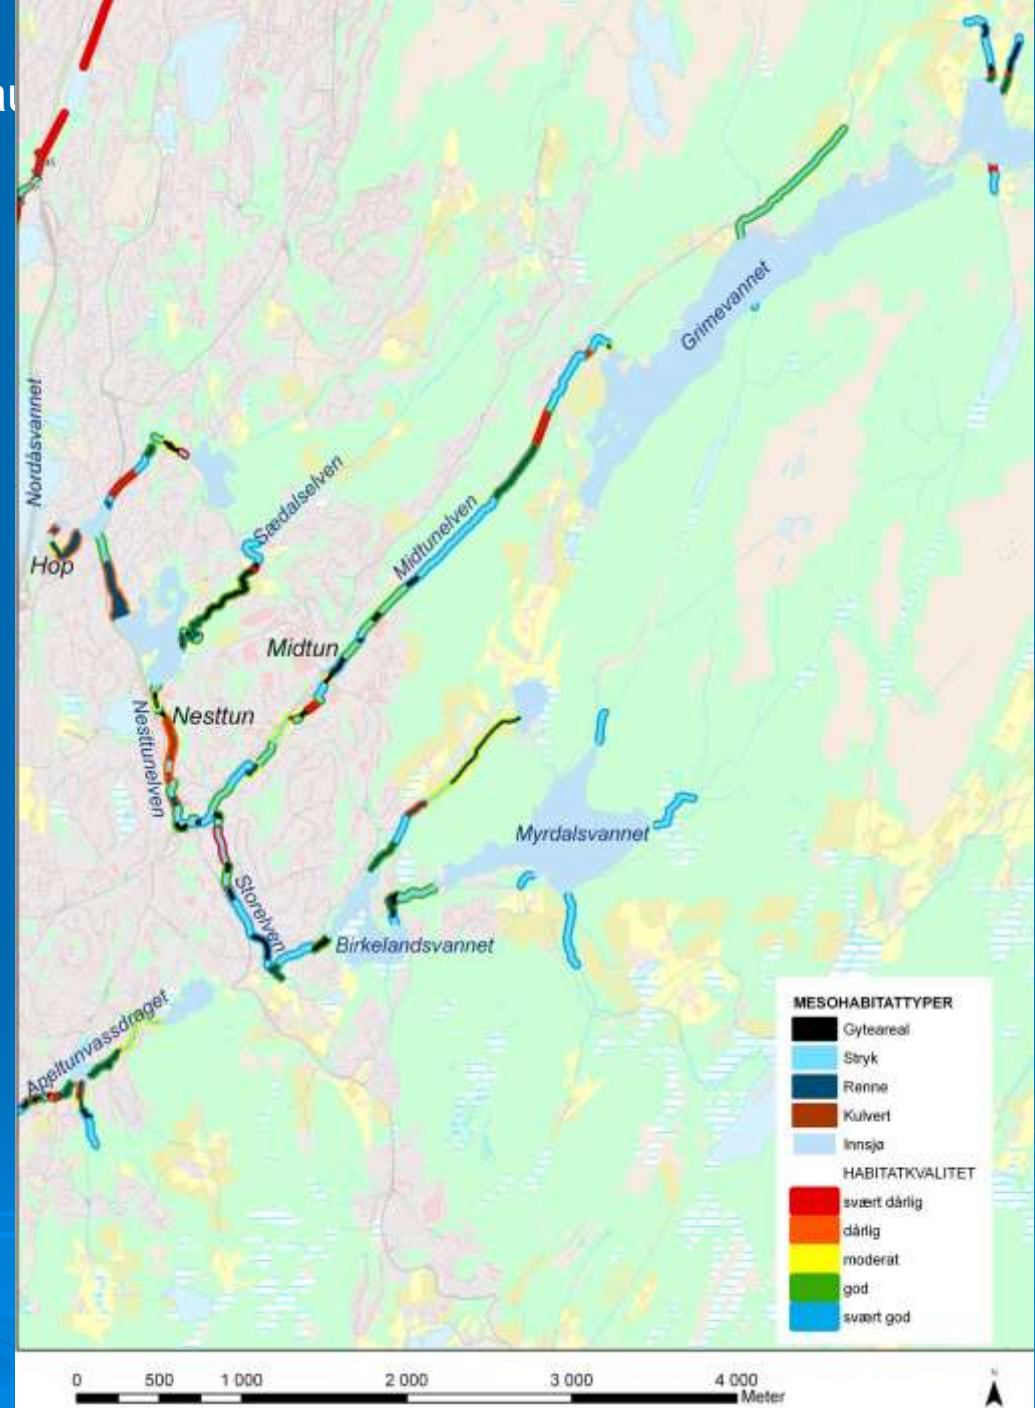 Grimevannet
Nordåsvannet
Sædalselven
Midtunelven
Hop
Midtun
Nesttun
Nesttunelven
Myrdalsvannet
Storelven
Birkelandsvannet
Apeltunvassdraget
MESOHABITATTYPER
Gyteareal
Stryk
Renne
Kulvert
Innsjø
HABITATKVALITET
svært dårlig
dårlig
moderat
god
svært god
0 500 1 000 2 000 3 000 4 000
Meter
N